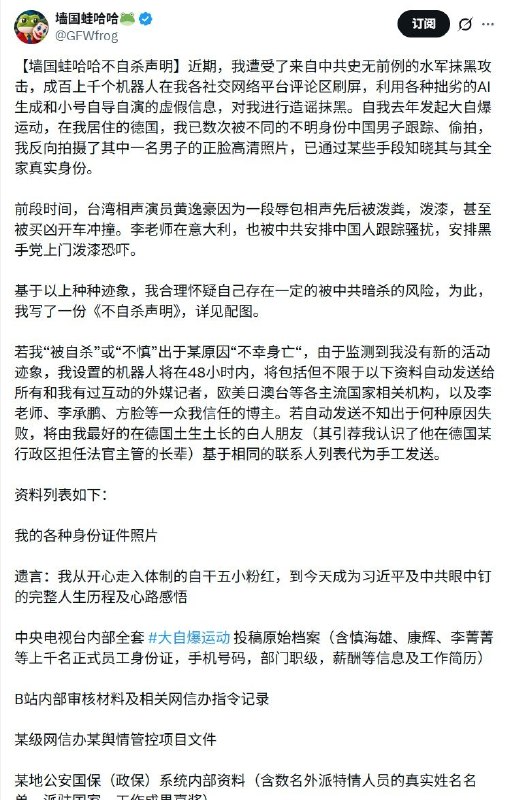 墙国蛙哈哈🐸
@GFWfrog
订阅
【墙国蛙哈哈不自杀声明】近期，我遭受了来自中共史无前例的水军抹黑攻
击，成百上千个机器人在我各社交网络平台评论区刷屏，利用各种拙劣的AI
生成和小号自导自演的虚假信息，对我进行造谣抹黑。自我去年发起大自爆
运动，在我居住的德国，我已数次被不同的不明身份中国男子跟踪、偷拍，
我反向拍摄了其中一名男子的正脸高清照片，已通过某些手段知晓其与其全
家真实身份。
前段时间，台湾相声演员黄逸豪因为一段辱包相声先后被泼粪，泼漆，甚至
被买凶开车冲撞。李老师在意大利，也被中共安排中国人跟踪骚扰，安排黑
手党上门泼漆恐吓。
基于以上种种迹象，我合理怀疑自己存在一定的被中共暗杀的风险，为此，
我写了一份《不自杀声明》，详见配图。
若我“被自杀”或“不慎”出于某原因“不幸身亡“，由于监测到我没有新的活动
迹象，我设置的机器人将在48小时内，将包括但不限于以下资料自动发送给
所有和我有过互动的外媒记者，欧美日澳台等各主流国家相关机构，以及李
老师、李承鹏、方脸等一众我信任的博主。若自动发送不知出于何种原因失
败，将由我最好的在德国土生土长的白人朋友（其引荐我认识了他在德国某
行政区担任法官主管的长辈）基于相同的联系人列表代为手工发送。
资料列表如下：
我的各种身份证件照片
遗言：我从开心走入体制的自干五小粉红，到今天成为习近平及中共眼中钉
的完整人生历程及心路感悟
中央电视台内部全套 #大自爆运动 投稿原始档案（含慎海雄、康辉、李菁菁
等上千名正式员工身份证，手机号码，部门职级，薪酬等信息及工作简历）
B站内部审核材料及相关网信办指令记录
某级网信办某舆情管控项目文件
某地公安国保（政保）系统内部资料（含数名外派特情人员的真实姓名名